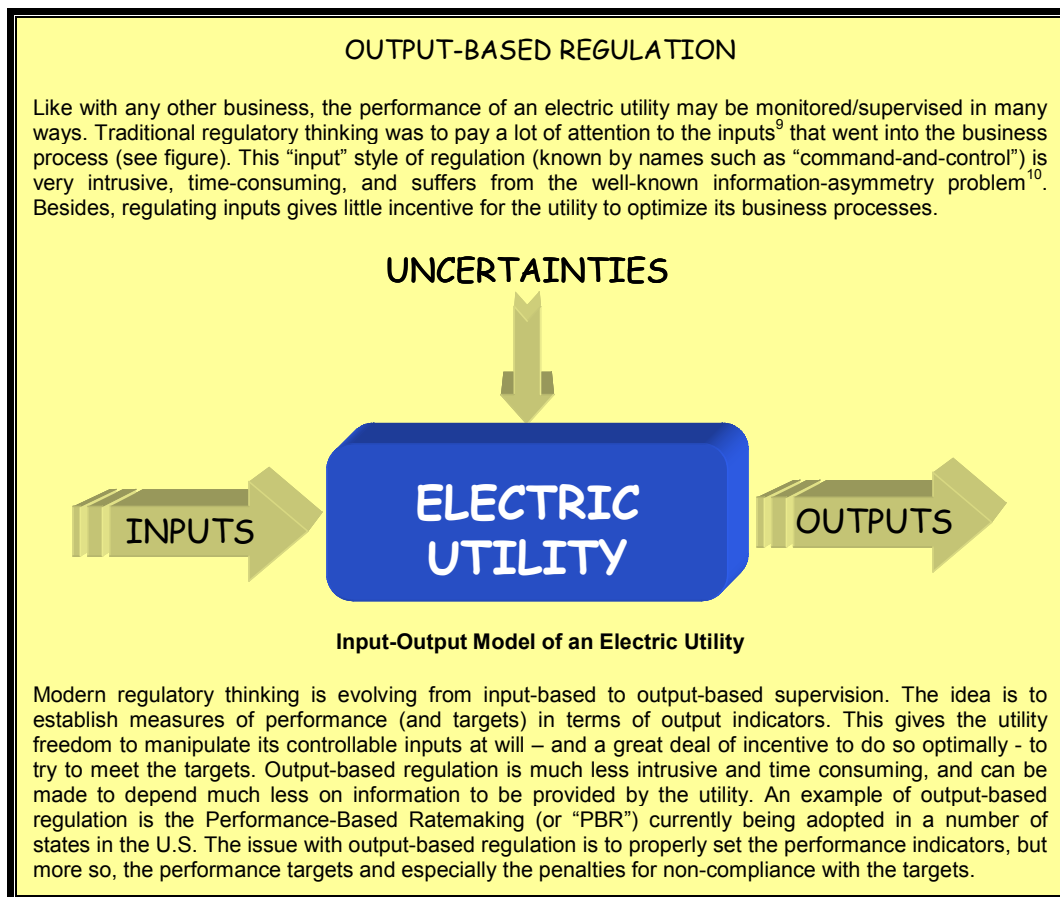 OUTPUT-BASED REGULATION
Like with any other business, the performance of an electric utility may be monitored/supervised in many
ways. Traditional regulatory thinking was to pay a lot of attention to the inputs⁹ that went into the business
process (see figure). This “input” style of regulation (known by names such as “command-and-control”) is
very intrusive, time-consuming, and suffers from the well-known information-asymmetry problem¹⁰.
Besides, regulating inputs gives little incentive for the utility to optimize its business processes.
UNCERTAINTIES
INPUTS
ELECTRIC
UTILITY
OUTPUTS
Input-Output Model of an Electric Utility
Modern regulatory thinking is evolving from input-based to output-based supervision. The idea is to
establish measures of performance (and targets) in terms of output indicators. This gives the utility
freedom to manipulate its controllable inputs at will – and a great deal of incentive to do so optimally - to
try to meet the targets. Output-based regulation is much less intrusive and time consuming, and can be
made to depend much less on information to be provided by the utility. An example of output-based
regulation is the Performance-Based Ratemaking (or “PBR”) currently being adopted in a number of
states in the U.S. The issue with output-based regulation is to properly set the performance indicators, but
more so, the performance targets and especially the penalties for non-compliance with the targets.